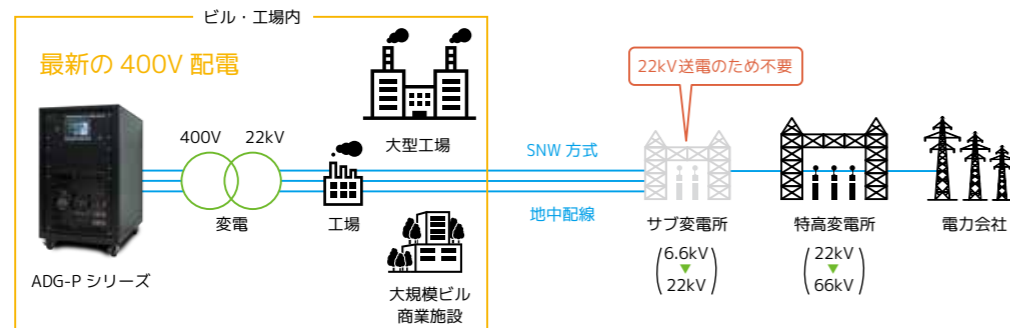 ビル・工場内
最新の 400V 配電
22kV送電のため不要
400V
22kV
大型工場
SNW 方式
変電
工場
地中配線
サブ変電所
特高変電所
電力会社
6.6kV
▼
22kV
22kV
▼
66kV
ADG-P シリーズ
大規模ビル
商業施設